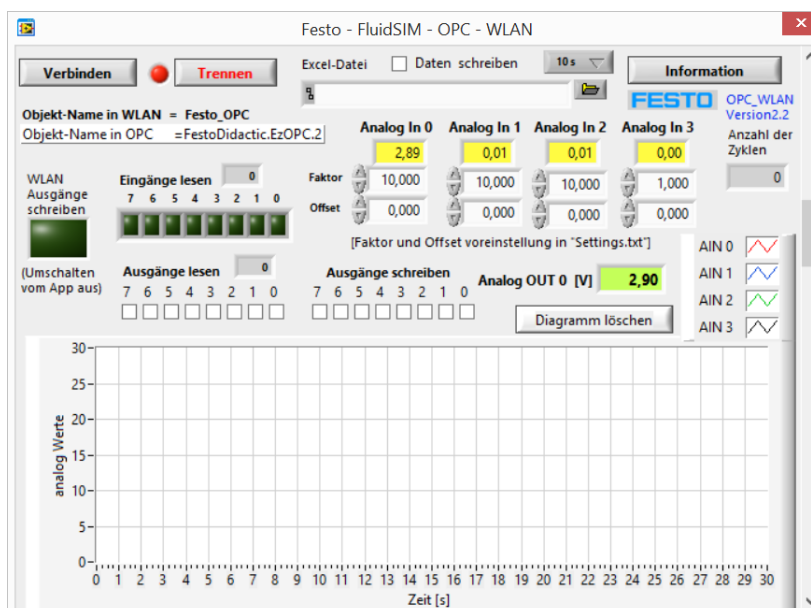 Festo - FluidSIM - OPC - WLAN
Verbinden
Trennen
Excel-Datei
Daten schreiben
10 s
Information
FESTO
OPC_WLAN
Version2.2
Objekt-Name in WLAN = Festo_OPC
Objekt-Name in OPC =FestoDidactic.EzOPC.2
Analog In 0 Analog In 1 Analog In 2 Analog In 3
2,89 0,01 0,01 0,00
Anzahl der
Zyklen
0
Faktor 10,000 10,000 10,000 1,000
Offset 0,000 0,000 0,000 0,000
[Faktor und Offset voreinstellung in "Settings.txt"]
WLAN
Ausgänge
schreiben
(Umschalten
vom App aus)
Eingänge lesen 0
7 6 5 4 3 2 1 0
Ausgänge lesen 0
7 6 5 4 3 2 1 0
Ausgänge schreiben
7 6 5 4 3 2 1 0
Analog OUT 0 [V] 2,90
Diagramm löschen
AIN 0
AIN 1
AIN 2
AIN 3
analog Werte
30
25
20
15
10
5
0
0 1 2 3 4 5 6 7 8 9 10 11 12 13 14 15 16 17 18 19 20 21 22 23 24 25 26 27 28 29 30
Zeit [s]